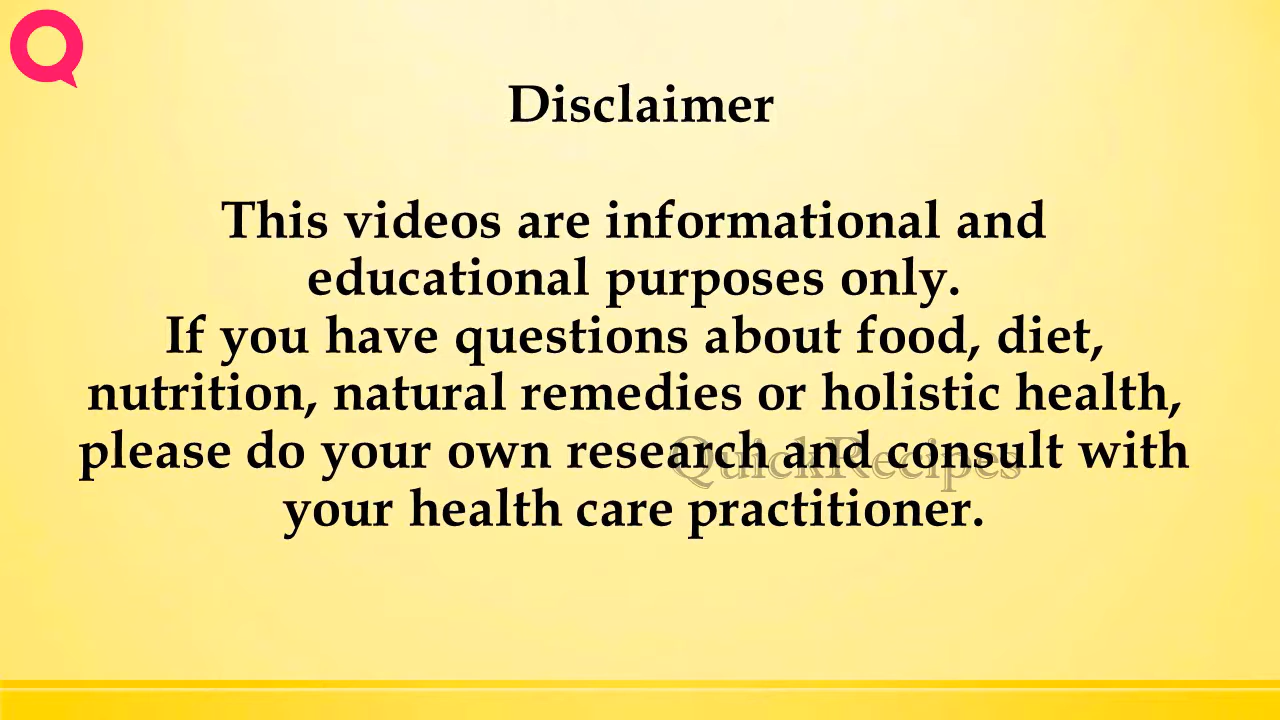 Disclaimer
This videos are informational and
educational purposes only.
If you have questions about food, diet,
nutrition, natural remedies or holistic health,
please do your own research and consult with
QuickRecipes
your health care practitioner.